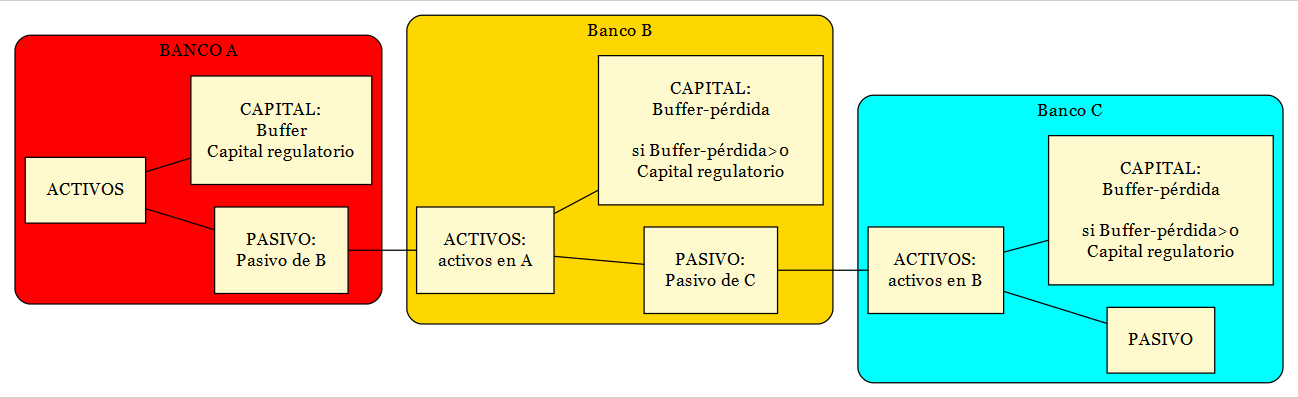 BANCO A
CAPITAL:
Buffer
Capital regulatorio
ACTIVOS
PASIVO:
Pasivo de B
Banco B
CAPITAL:
Buffer-pérdida
si Buffer-pérdida>0
Capital regulatorio
ACTIVOS:
activos en A
PASIVO:
Pasivo de C
Banco C
CAPITAL:
Buffer-pérdida
si Buffer-pérdida>0
Capital regulatorio
ACTIVOS:
activos en B
PASIVO